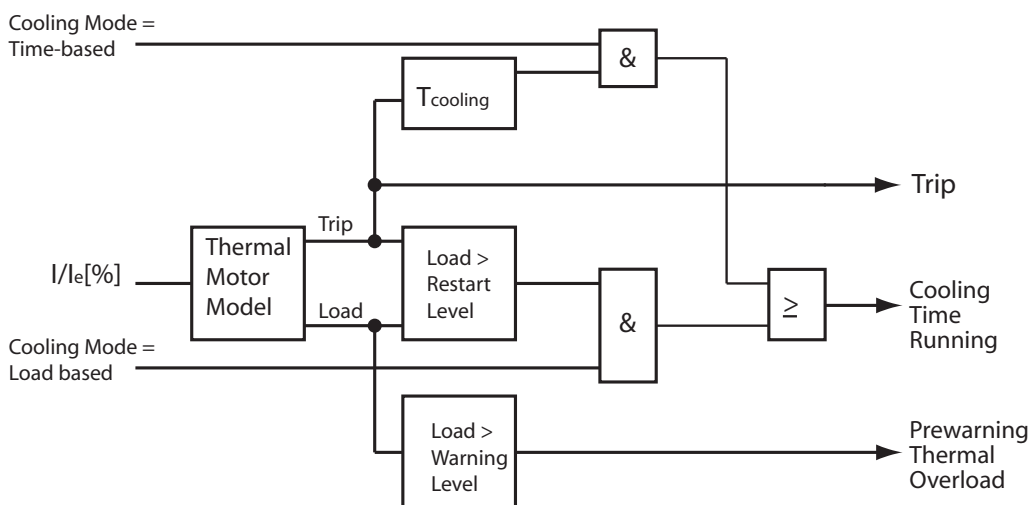 Cooling Mode =
Time-based
&
Tcooling
Trip
Trip
Thermal
Motor
Model
I/Ie[%]
Load >
Restart
Level
Load
&
≥
Cooling
Time
Running
Cooling Mode =
Load based
Load >
Warning
Level
Prewarning
Thermal
Overload